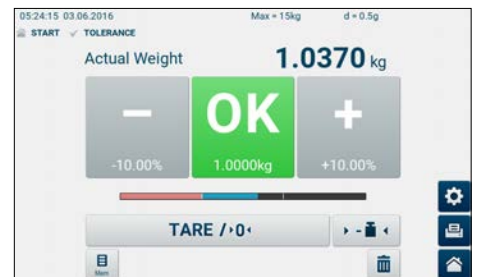 05:24:15 03.06.2016 Max = 15kg d = 0.5g
START TOLERANCE
Actual Weight 1.0370 kg
− OK +
-10.00% 1.0000kg +10.00%
TARE / 0
Mem